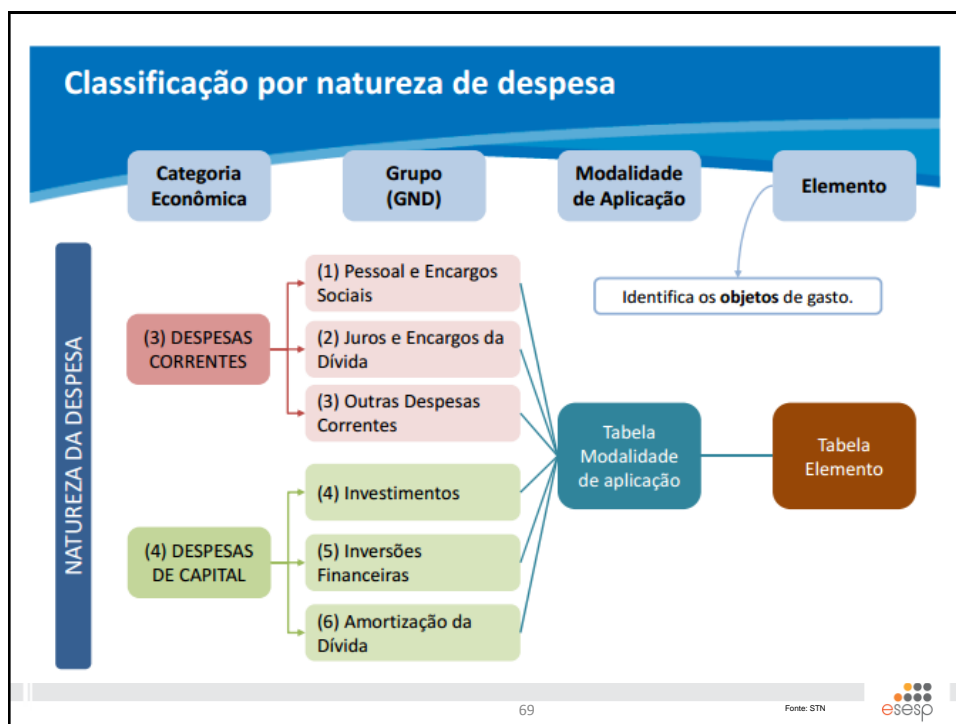 Classificação por natureza de despesa
Categoria
Econômica
Grupo
(GND)
Modalidade
de Aplicação
Elemento
Identifica os objetos de gasto.
NATUREZA DA DESPESA
(3) DESPESAS
CORRENTES
(1) Pessoal e Encargos
Sociais
(2) Juros e Encargos da
Dívida
(3) Outras Despesas
Correntes
(4) DESPESAS
DE CAPITAL
(4) Investimentos
(5) Inversões
Financeiras
(6) Amortização da
Dívida
Tabela
Modalidade
de aplicação
Tabela
Elemento
69
Fonte: STN
esesp